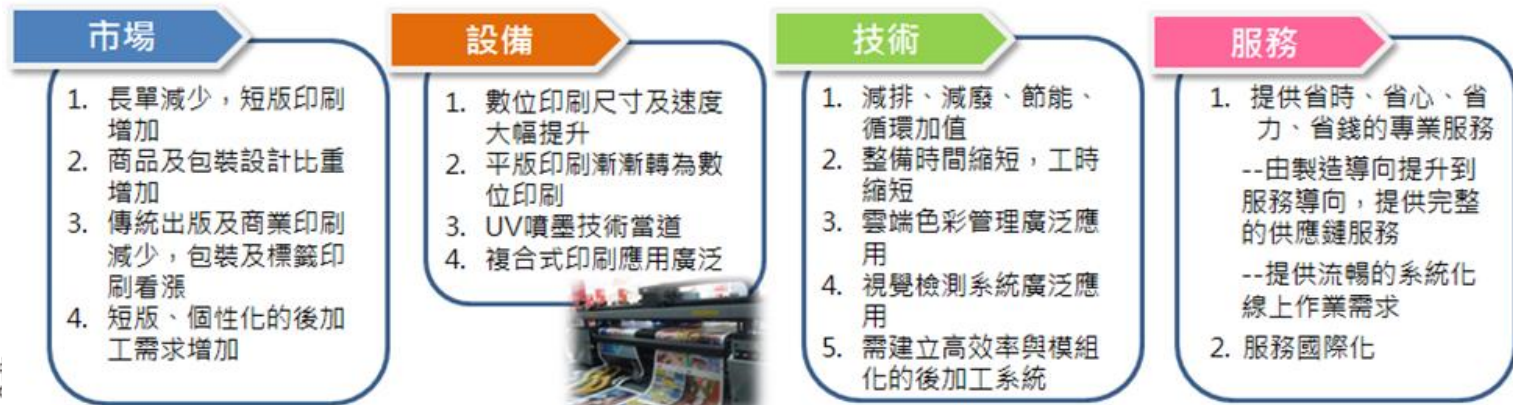 市場
1. 長單減少，短版印刷
增加
2. 商品及包裝設計比重
增加
3. 傳統出版及商業印刷
減少，包裝及標籤印
刷看漲
4. 短版、個性化的後加
工需求增加
設備
1. 數位印刷尺寸及速度
大幅提升
2. 平版印刷漸漸轉為數
位印刷
3. UV噴墨技術當道
4. 複合式印刷應用廣泛
技術
1. 減排、減廢、節能、
循環加值
2. 整備時間縮短，工時
縮短
3. 雲端色彩管理廣泛應
用
4. 視覺檢測系統廣泛應
用
5. 需建立高效率與模組
化的後加工系統
服務
1. 提供省時、省心、省
力、省錢的專業服務
--由製造導向提升到
服務導向，提供完整
的供應鏈服務
--提供流暢的系統化
線上作業需求
2. 服務國際化